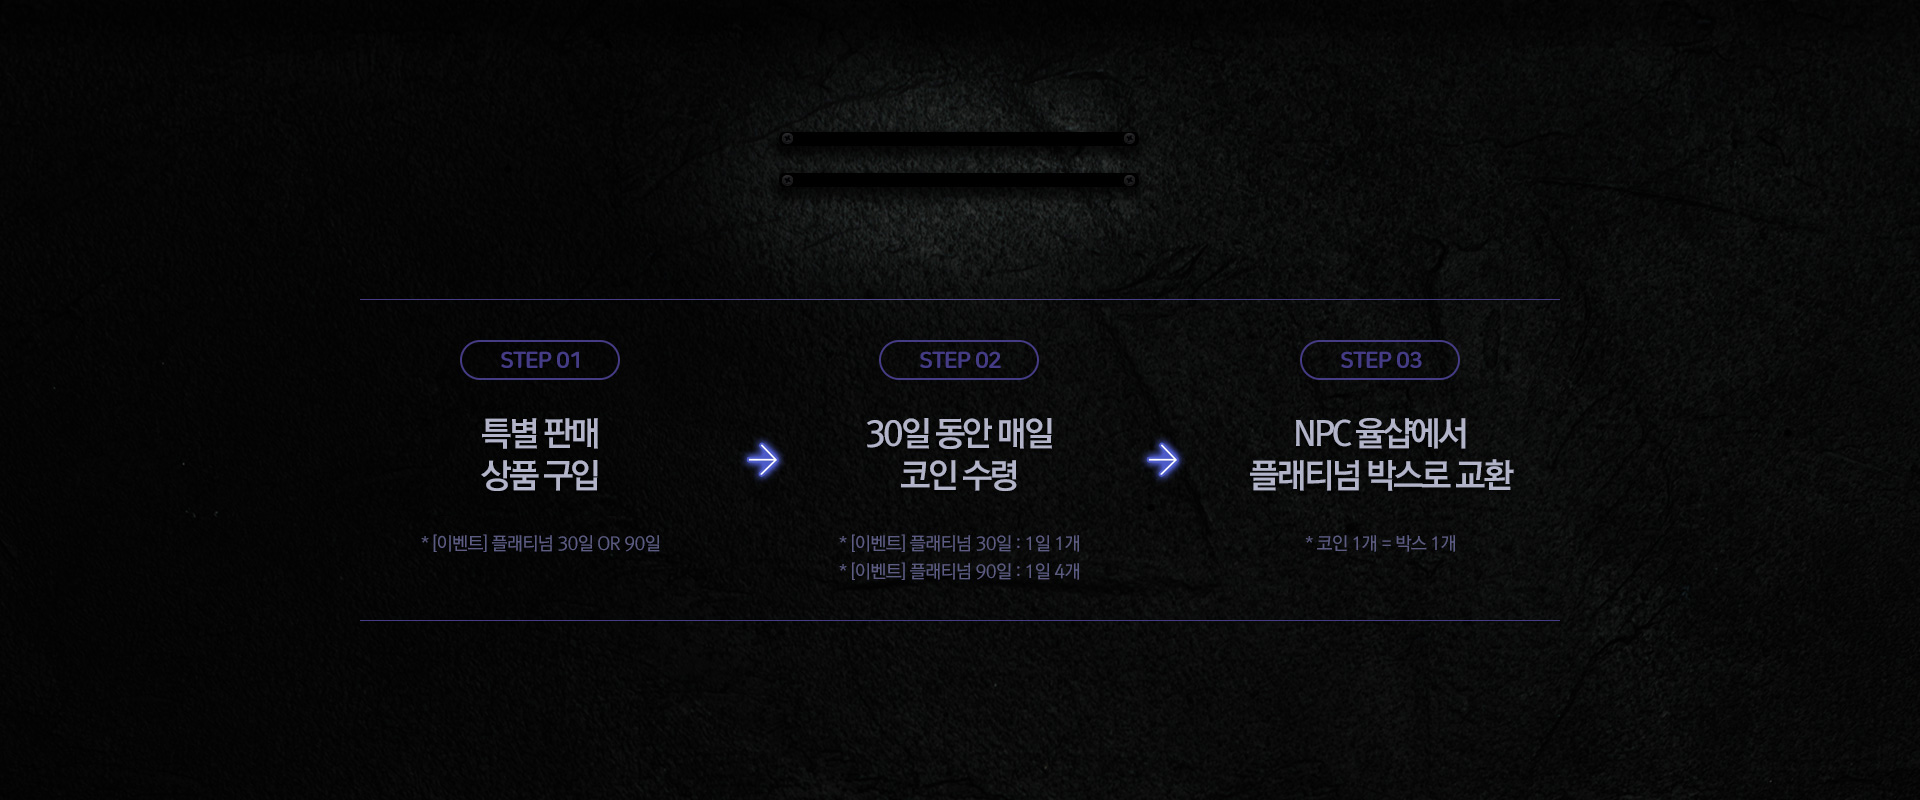 STEP 01
특별 판매
상품 구입
* [이벤트] 플래티넘 30일 OR 90일
STEP 02
30일 동안 매일
코인 수령
* [이벤트] 플래티넘 30일 : 1일 1개
* [이벤트] 플래티넘 90일 : 1일 4개
STEP 03
NPC 율샵에서
플래티넘 박스로 교환
* 코인 1개 = 박스 1개